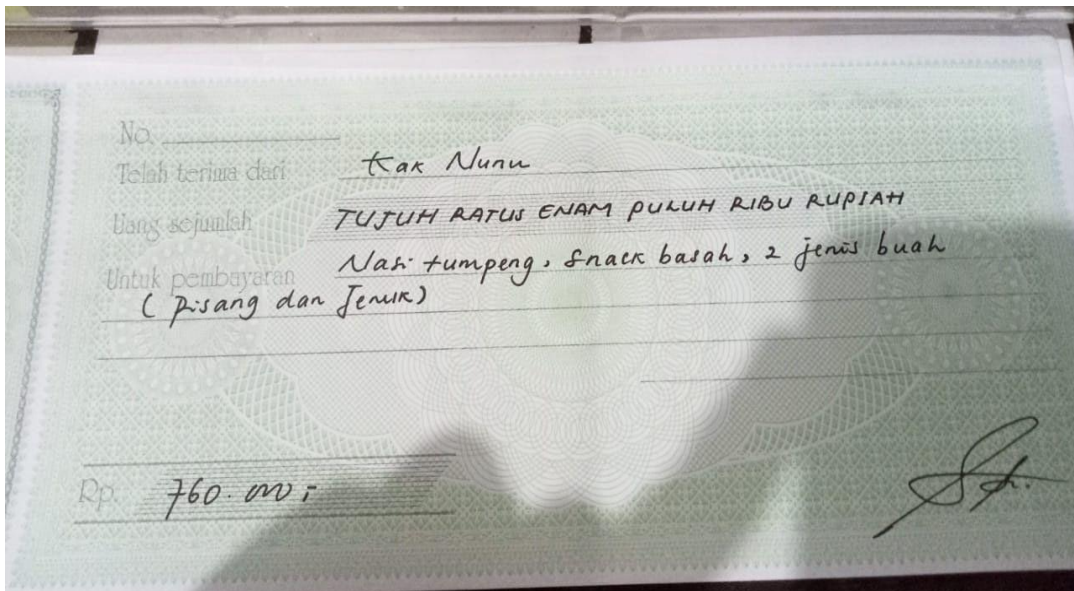 No.
Telah terima dari Kak Nunu
Uang sejumlah TUJUH RATUS ENAM PULUH RIBU RUPIAH
Untuk pembayaran Nasi tumpeng, Snack basah, 2 jenis buah
( Pisang dan Jeruk)
Rp. 760.000,-